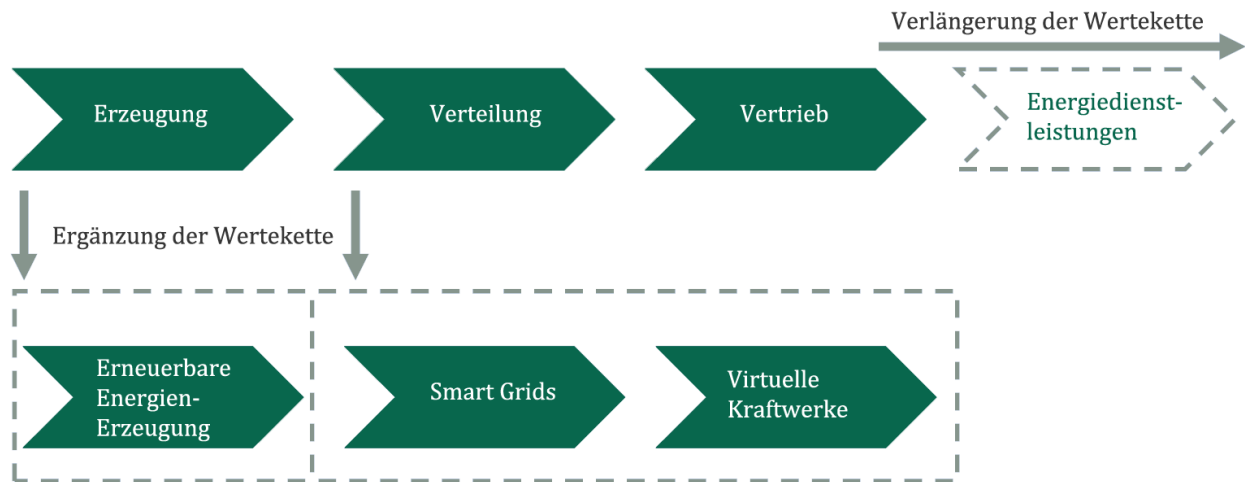 Verlängerung der Wertekette
Erzeugung
Verteilung
Vertrieb
Energiedienst-
leistungen
Ergänzung der Wertekette
Erneuerbare
Energien-
Erzeugung
Smart Grids
Virtuelle
Kraftwerke